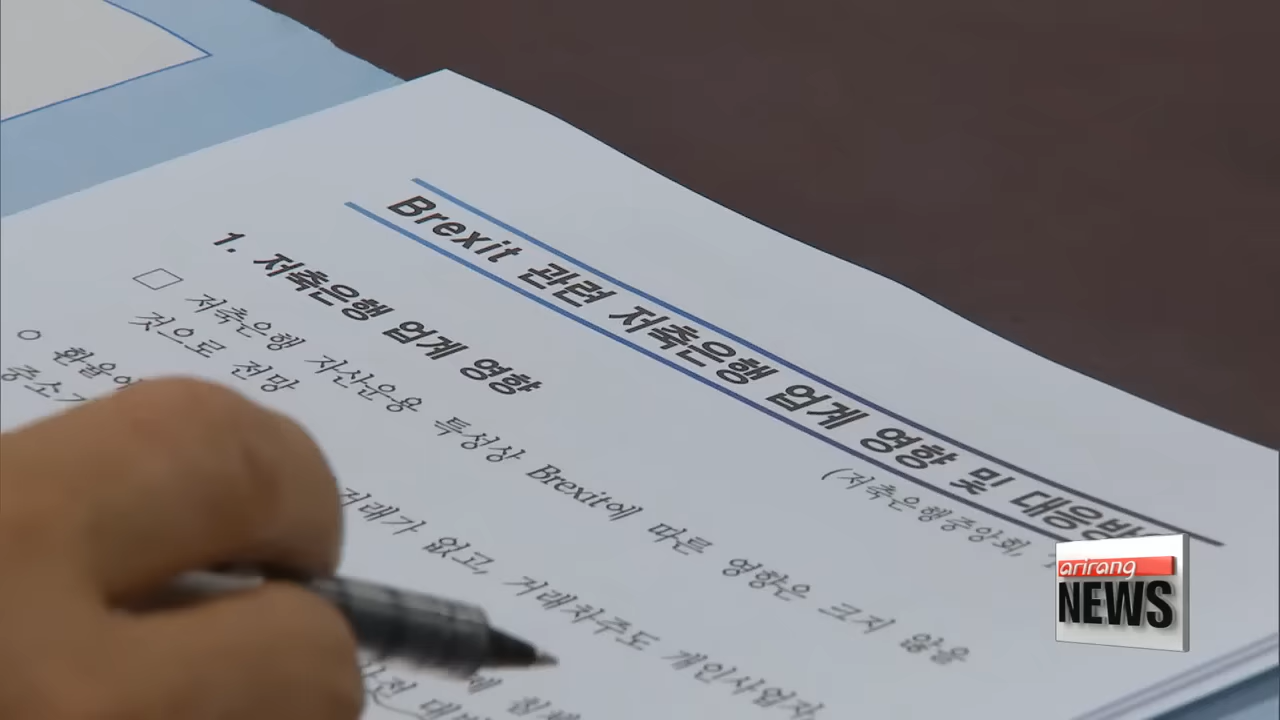 Brexit 관련 저축은행 업계 영향 및 대응방
(저축은행중앙회,
1. 저축은행 업계 영향
□ 저축은행 자산운용 특성상 Brexit에 따른 영향은 크지 않을
것으로 전망
○ 환율에
중소기
거래가 없고, 거래차주도 개인사업자,
arirang
NEWS